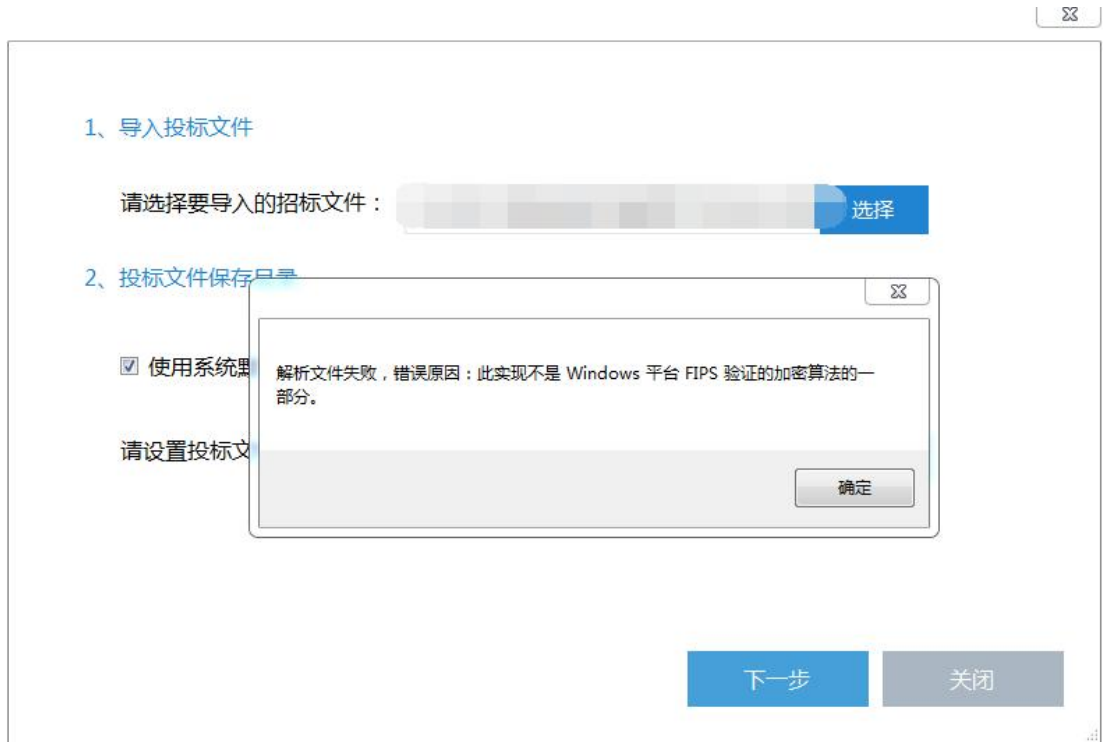 1、导入投标文件
请选择要导入的招标文件：
选择
2、投标文件保存目录
使用系统默
解析文件失败，错误原因：此实现不是 Windows 平台 FIPS 验证的加密算法的一
部分。
请设置投标文
确定
下一步
关闭